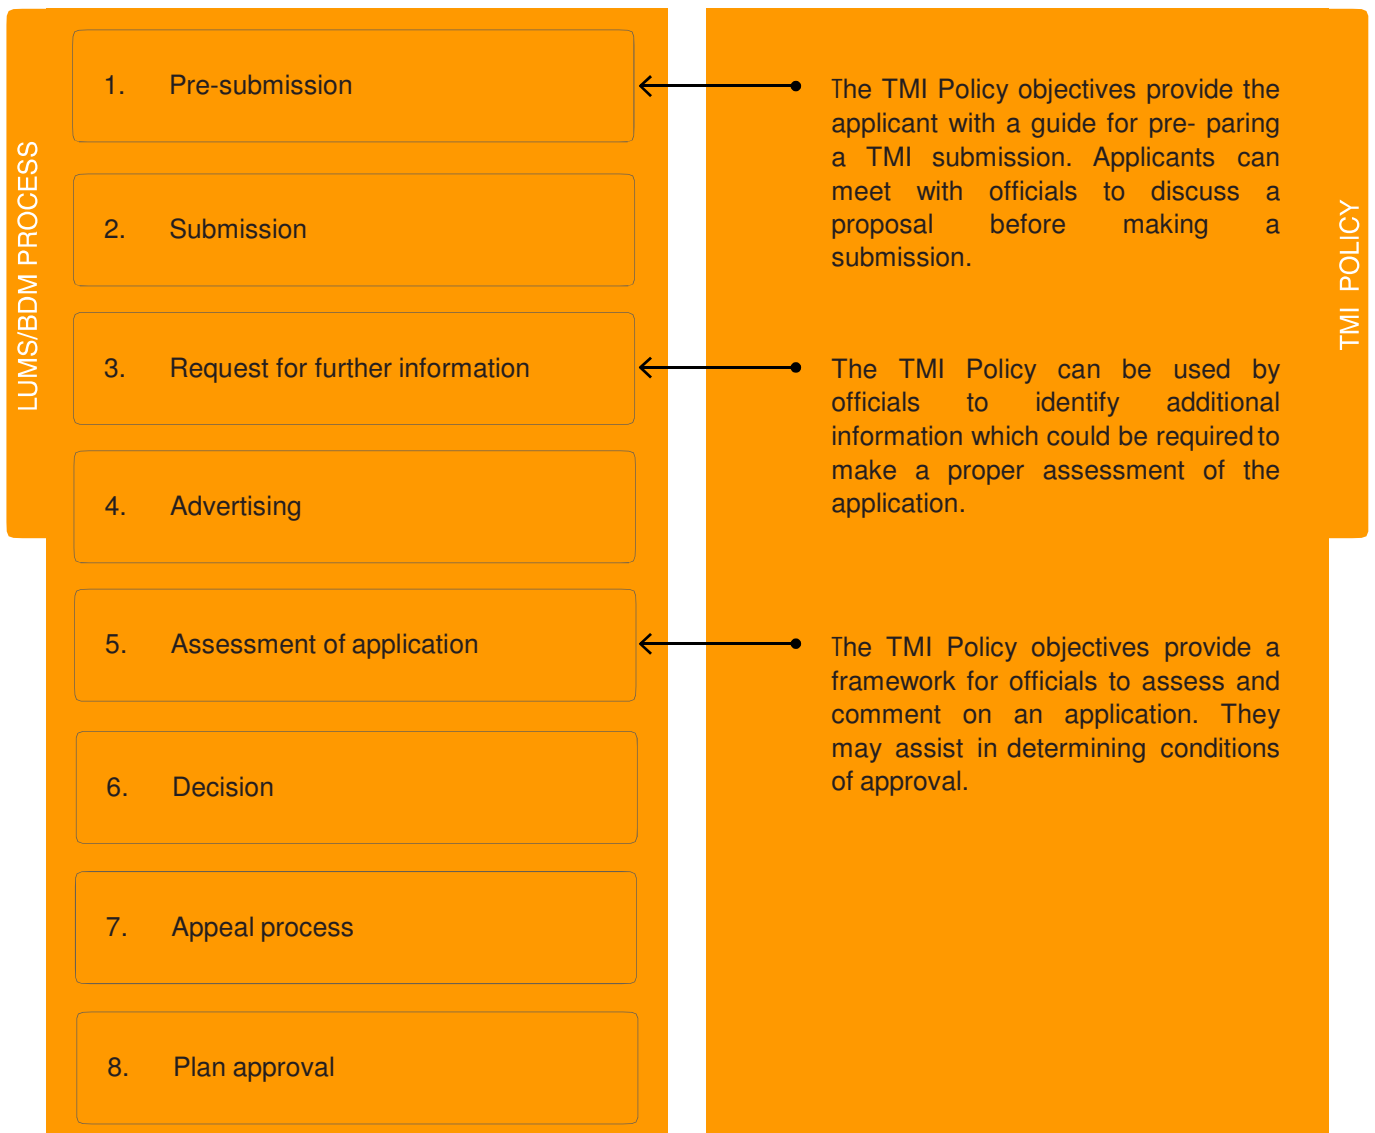 LUMS/BDM PROCESS
1. Pre-submission
2. Submission
3. Request for further information
4. Advertising
5. Assessment of application
6. Decision
7. Appeal process
8. Plan approval
The TMI Policy objectives provide the
applicant with a guide for pre- paring
a TMI submission. Applicants can
meet with officials to discuss a
proposal before making a
submission.
The TMI Policy can be used by
officials to identify additional
information which could be required to
make a proper assessment of the
application.
The TMI Policy objectives provide a
framework for officials to assess and
comment on an application. They
may assist in determining conditions
of approval.
TMI POLICY